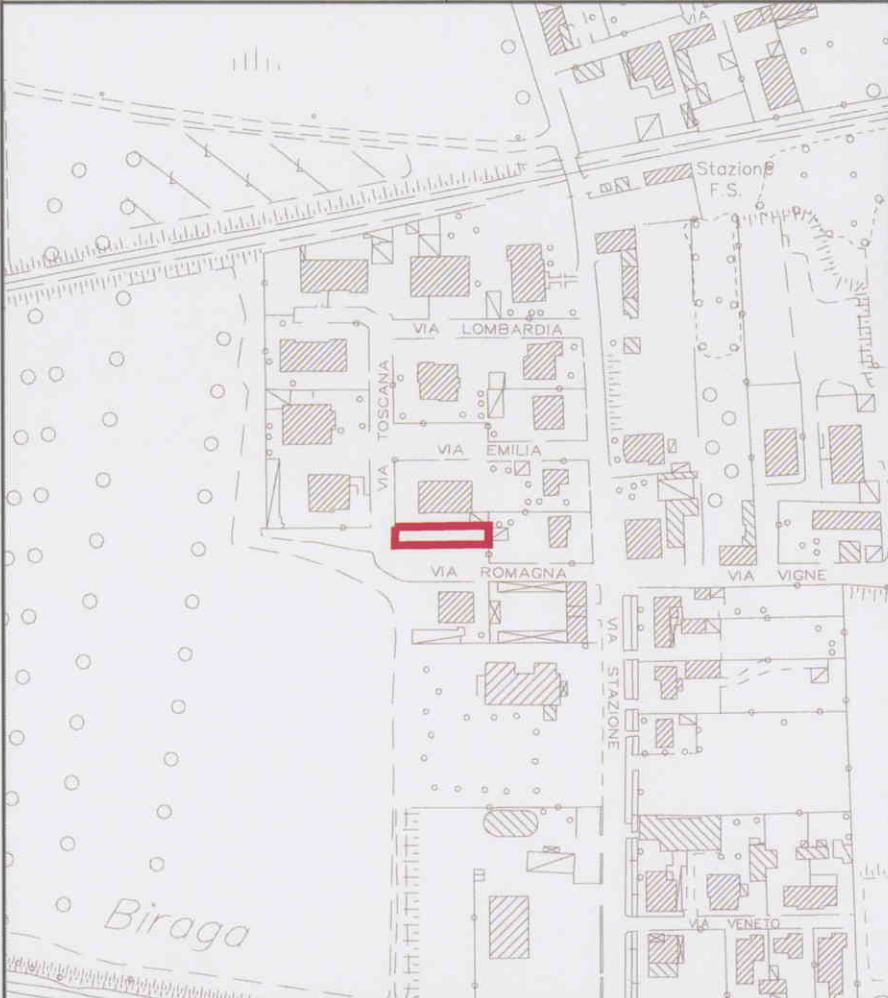 VIA
Stazione
F.S.
VIA LOMBARDIA
VIA TOSCANA
VIA EMILIA
VIA ROMAGNA
VIA VIGNE
VIA STAZIONE
Biraga
VIA VENETO